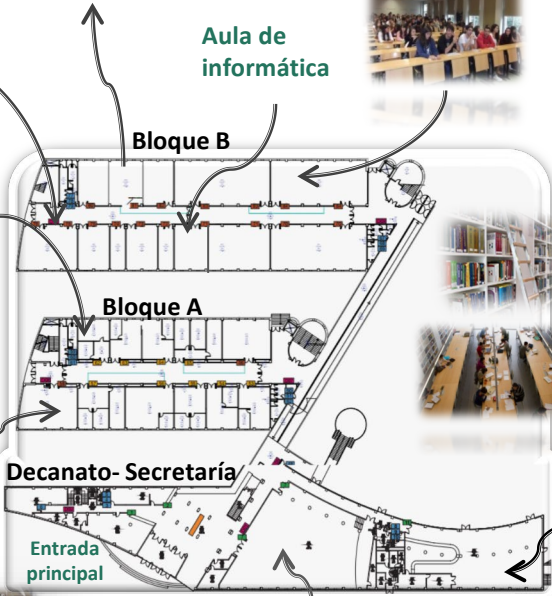 Aula de
informática
Bloque B
Bloque A
Decanato- Secretaría
Entrada
principal